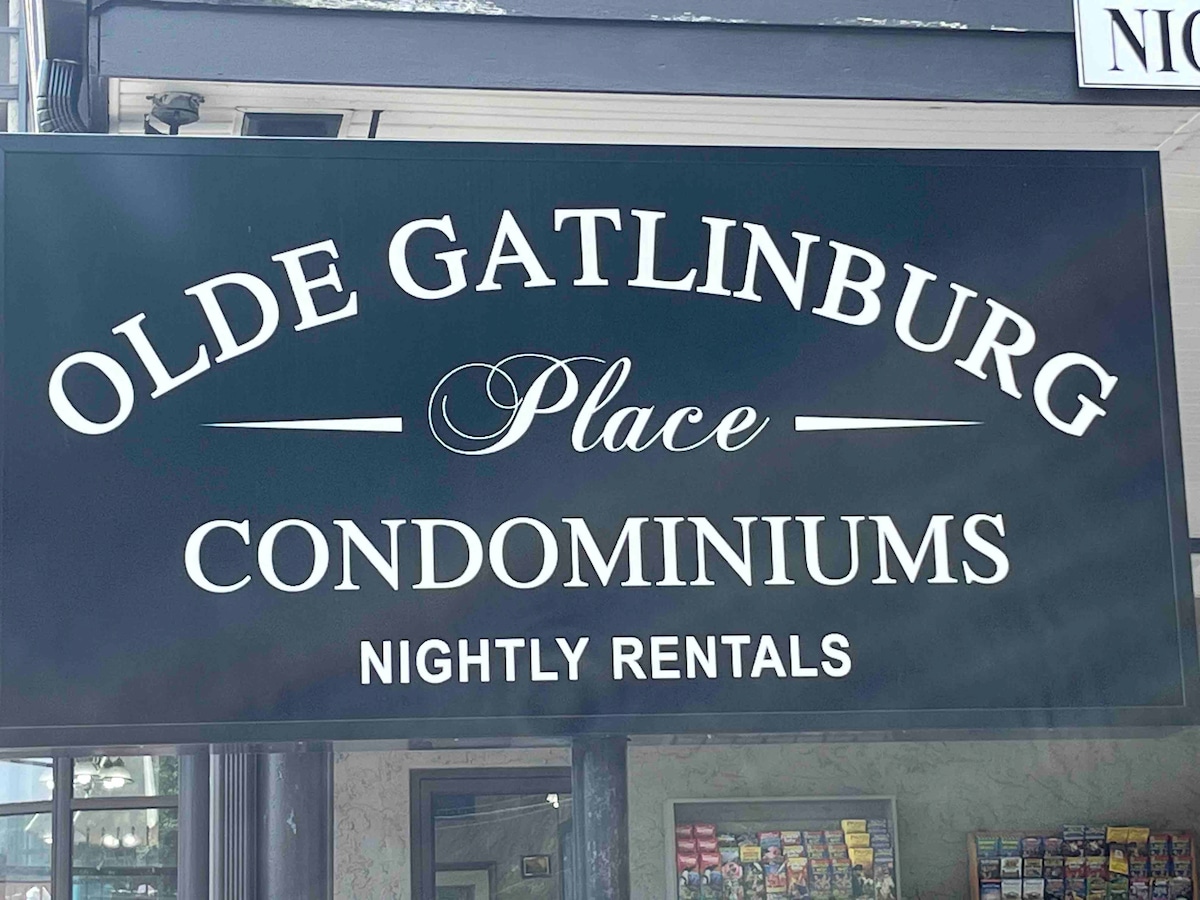 OLDE GATLINBURG
Place
CONDOMINIUMS
NIGHTLY RENTALS